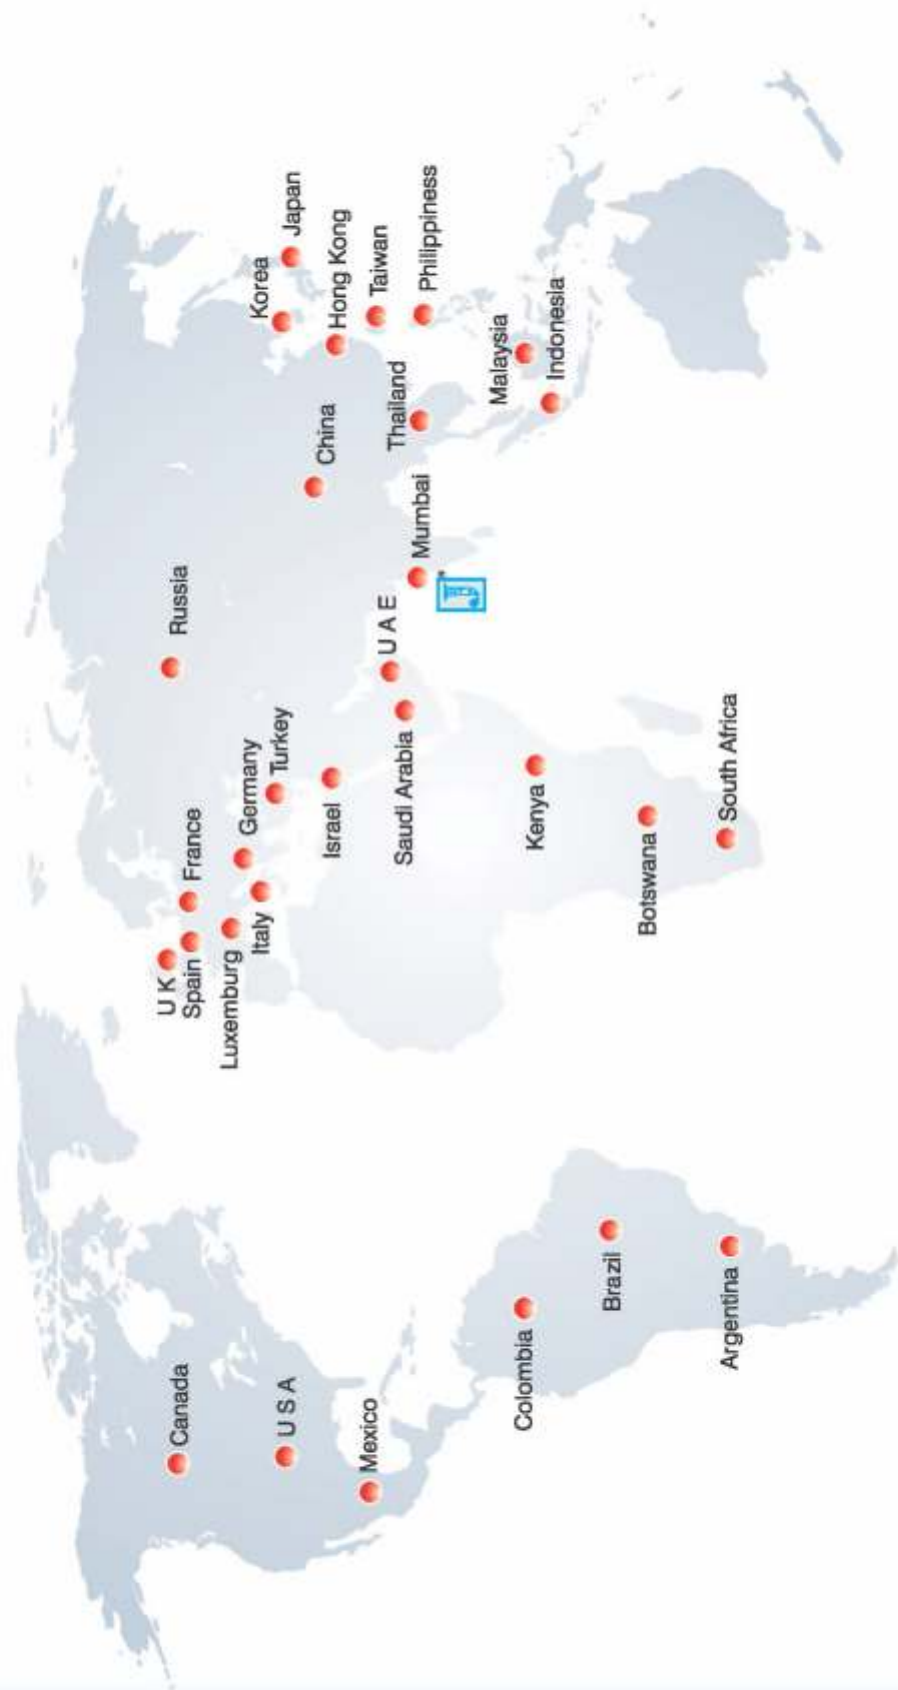 Canada
U S A
Mexico
Colombia
Brazil
Argentina
U K
Spain
France
Luxemburg
Germany
Italy
Turkey
Israel
Saudi Arabia
U A E
Kenya
Botswana
South Africa
Russia
Mumbai
China
Thailand
Korea
Japan
Hong Kong
Taiwan
Philippiness
Malaysia
Indonesia